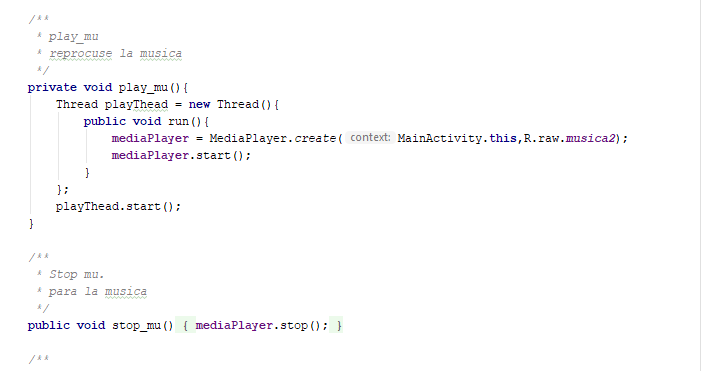 /**
* play_mu
* reprocuse la musica
*/
private void play_mu(){
Thread playThead = new Thread(){
public void run(){
mediaPlayer = MediaPlayer.create( context: MainActivity.this,R.raw.musica2);
mediaPlayer.start();
}
};
playThead.start();
}
/**
* Stop mu.
* para la musica
*/
public void stop_mu() { mediaPlayer.stop(); }
/**